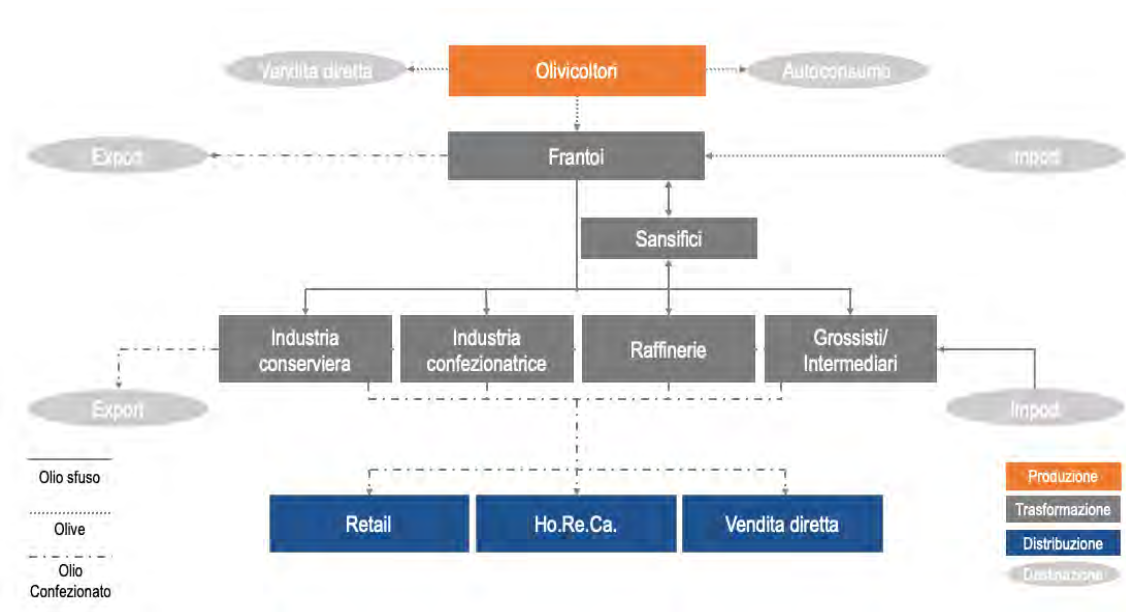 Vendita diretta
Olivicoltori
Autoconsumo
Export
Frantoi
Import
Sansifici
Industria
conserviera
Industria
confezionatrice
Raffinerie
Grossisti/
Intermediari
Export
Import
Olio sfuso
Olive
Olio
Confezionato
Retail
Ho.Re.Ca.
Vendita diretta
Produzione
Trasformazione
Distribuzione
Destinazione